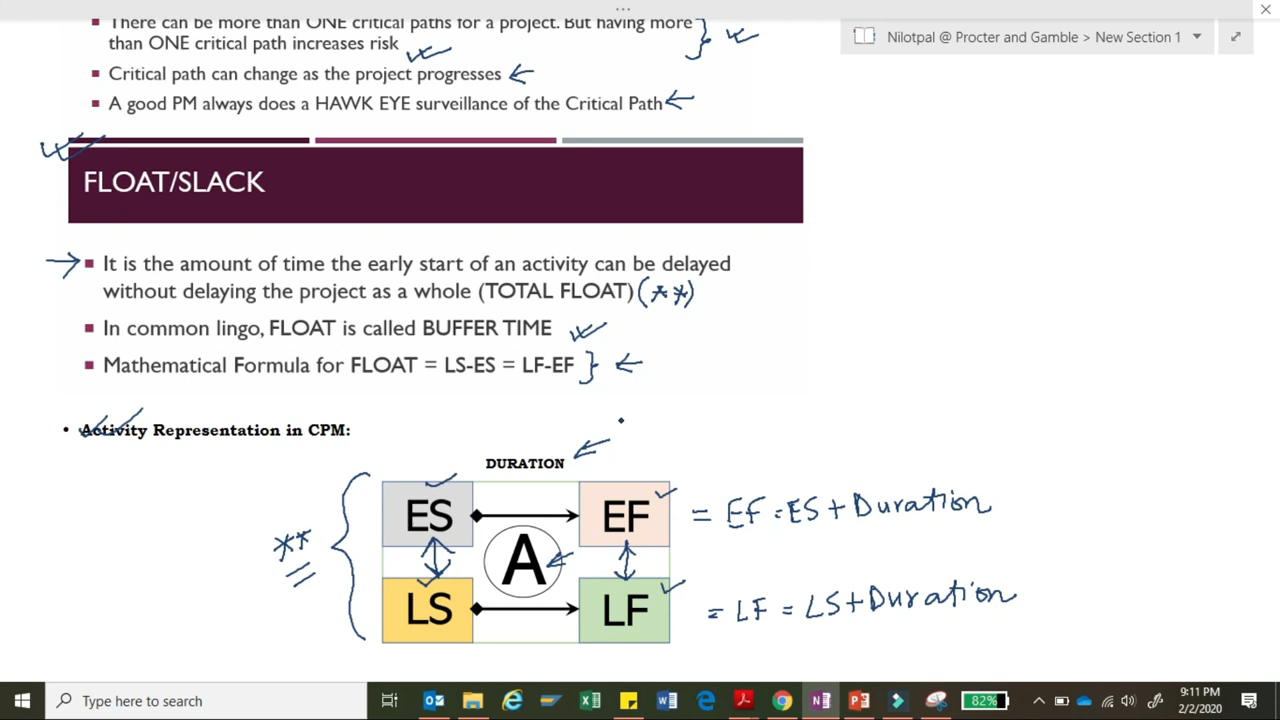 There can be more than ONE critical paths for a project. But having more
than ONE critical path increases risk
Critical path can change as the project progresses
A good PM always does a HAWK EYE surveillance of the Critical Path
Nilotpal @ Procter and Gamble > New Section 1
FLOAT/SLACK
It is the amount of time the early start of an activity can be delayed
without delaying the project as a whole (TOTAL FLOAT) (**)
In common lingo, FLOAT is called BUFFER TIME
Mathematical Formula for FLOAT = LS-ES = LF-EF
• Activity Representation in CPM:
DURATION
ES EF = EF = ES + Duration
**
A
LS LF = LF = LS + Duration
Type here to search
82%
9:11 PM
2/2/2020